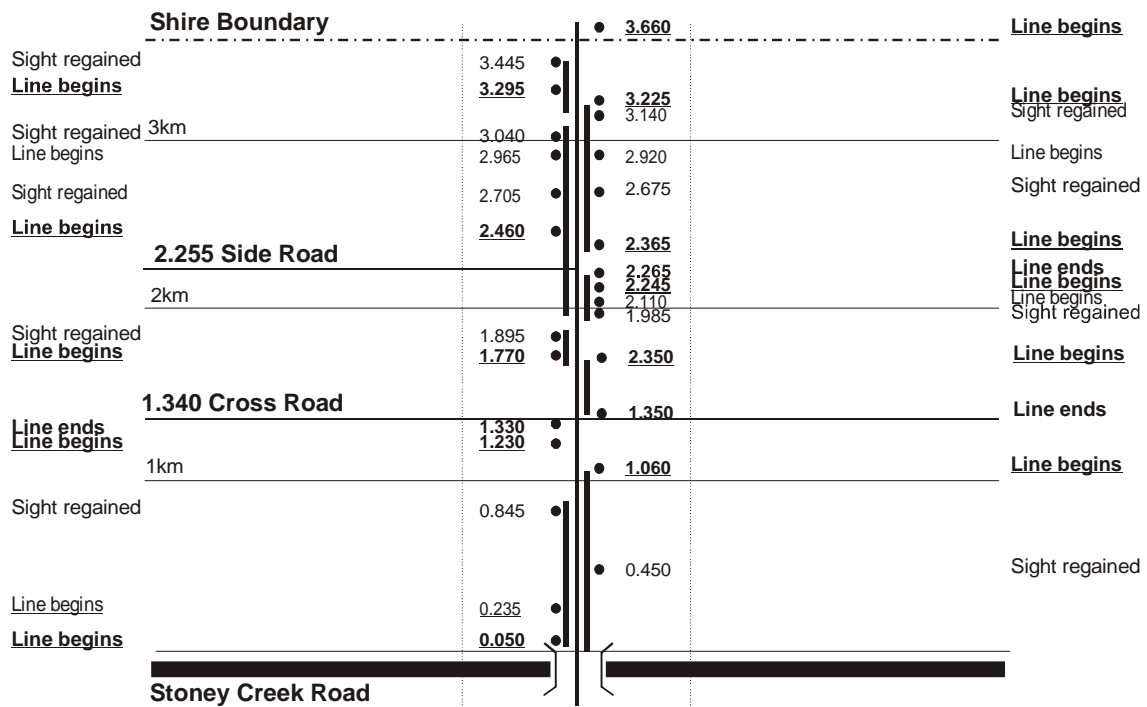 Shire Boundary
3.660 Line begins
Sight regained 3.445
Line begins 3.295
3.225 Line begins
3.140 Sight regained
3km
Sight regained 3.040
Line begins 2.965 2.920 Line begins
Sight regained 2.705 2.675 Sight regained
Line begins 2.460
2.365 Line begins
2.255 Side Road
2.265 Line ends
2.245 Line begins
2km
2.110 Line begins
1.985 Sight regained
Sight regained 1.895
Line begins 1.770 2.350 Line begins
1.340 Cross Road
1.350 Line ends
Line ends 1.330
Line begins 1.230
1km
1.060 Line begins
Sight regained 0.845
0.450 Sight regained
Line begins 0.235
Line begins 0.050
Stoney Creek Road